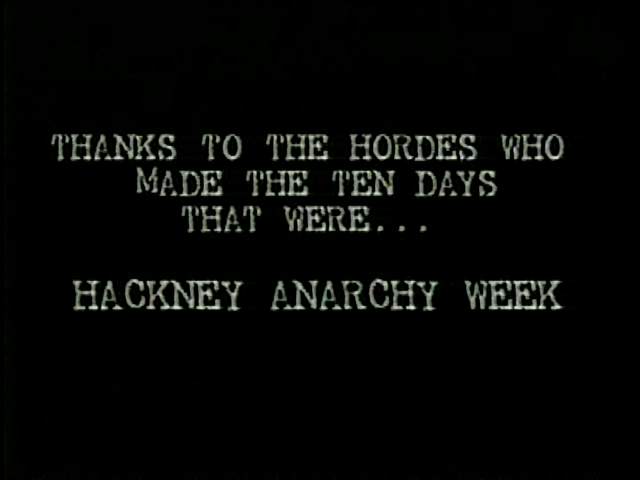 THANKS TO THE HORDES WHO
MADE THE TEN DAYS
THAT WERE...
HACKNEY ANARCHY WEEK